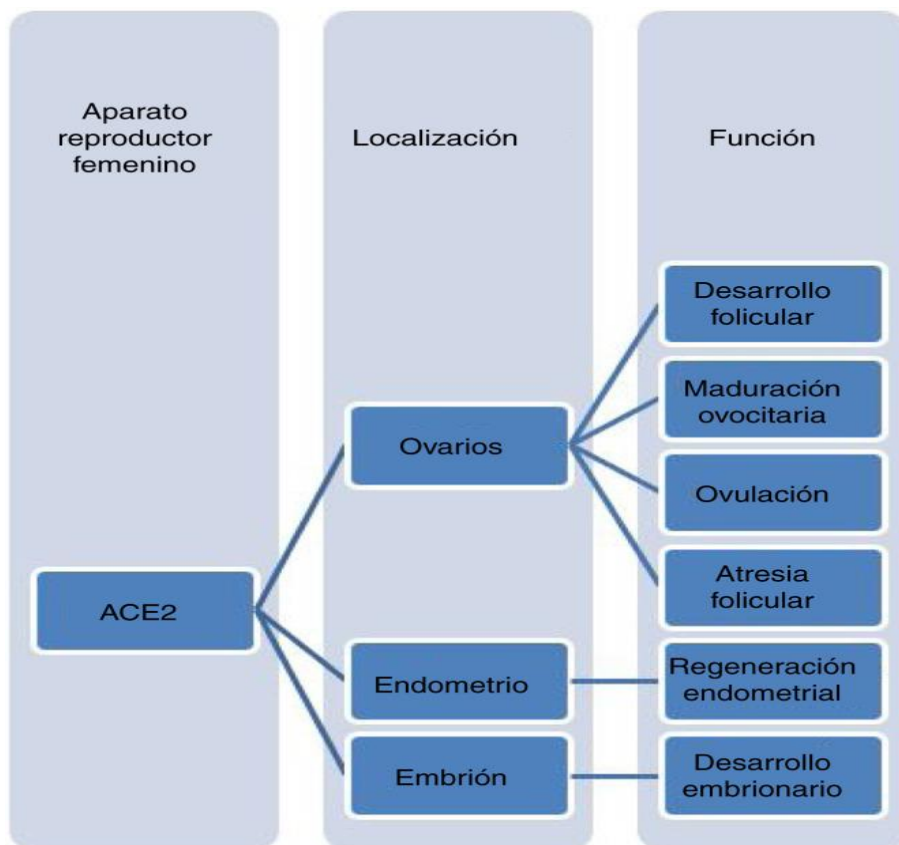 Aparato
reproductor
femenino
Localización
Función
ACE2
Ovarios
Endometrio
Embrión
Desarrollo
folicular
Maduración
ovocitaria
Ovulación
Atresia
folicular
Regeneración
endometrial
Desarrollo
embrionario